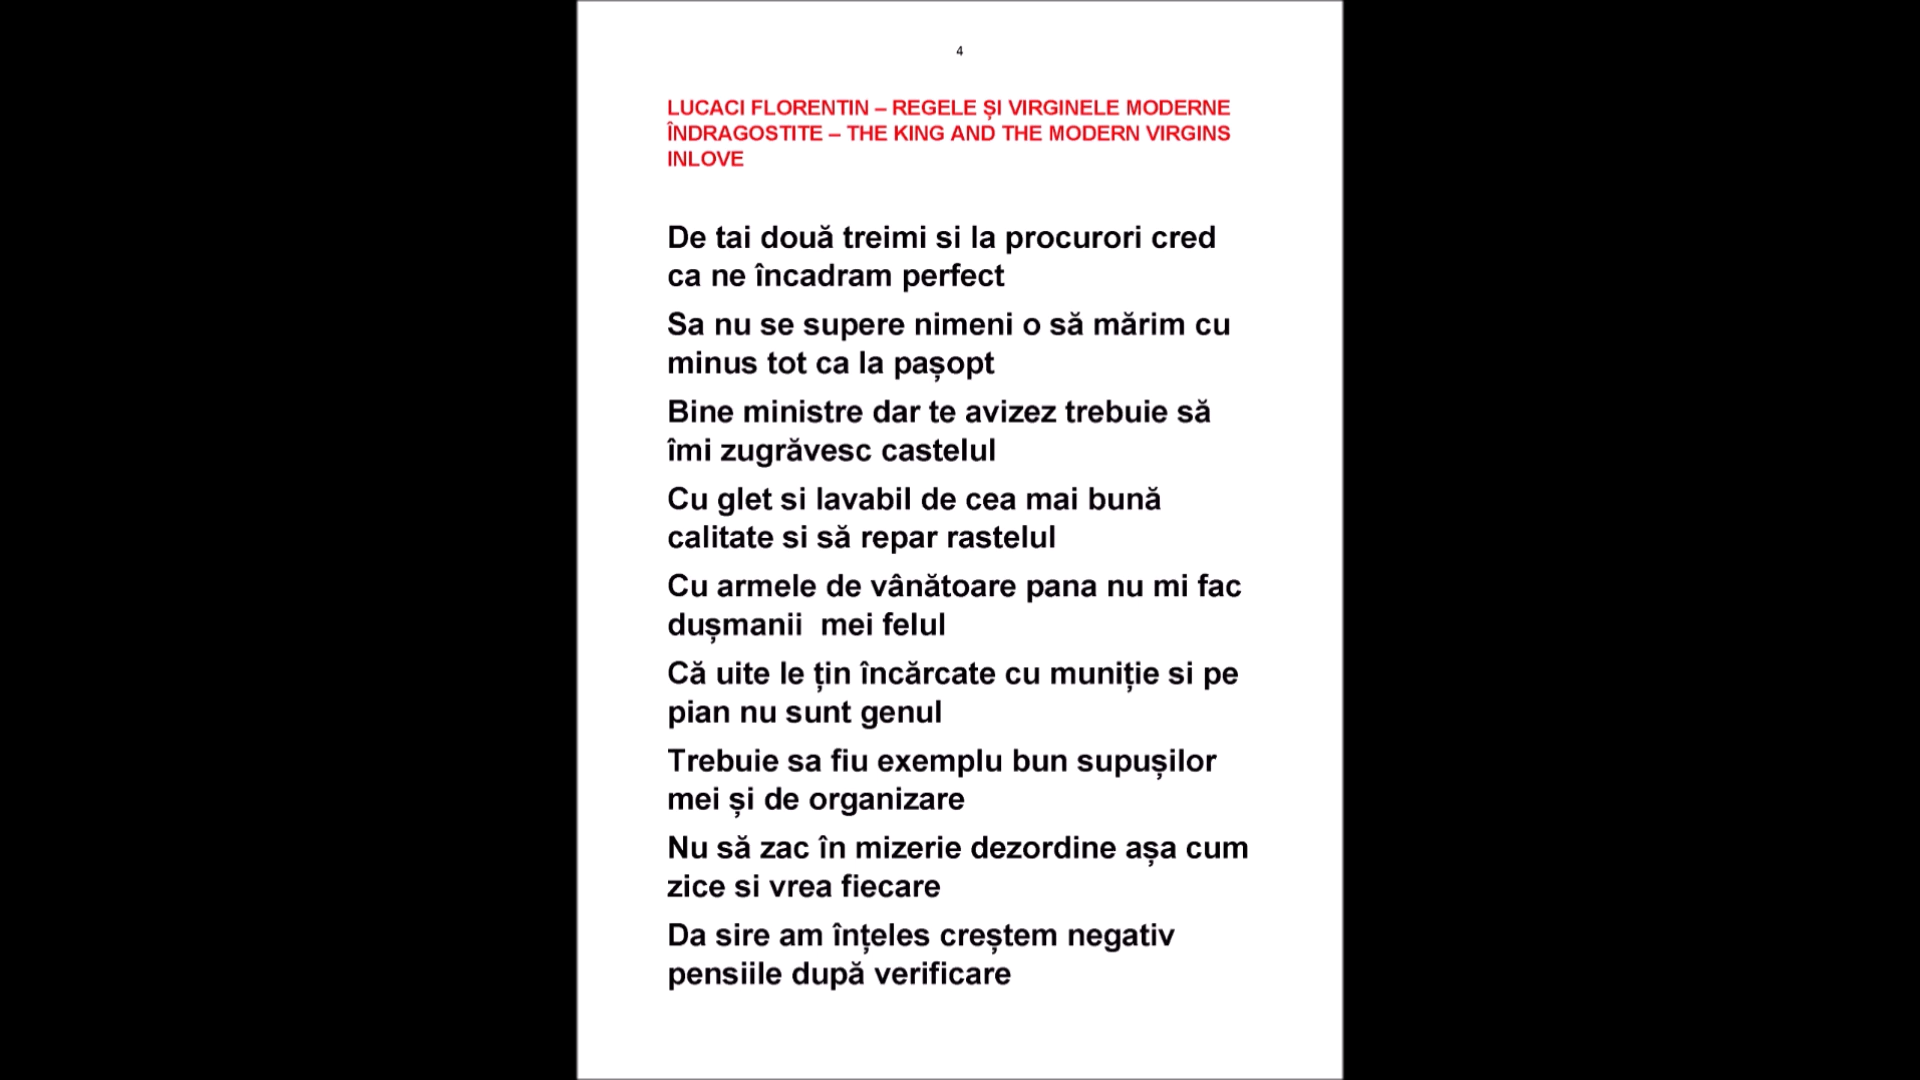 4
LUCACI FLORENTIN – REGELE ȘI VIRGINELE MODERNE
ÎNDRAGOSTITE – THE KING AND THE MODERN VIRGINS
INLOVE
De tai două treimi si la procurori cred
ca ne încadram perfect
Sa nu se supere nimeni o să mărim cu
minus tot ca la pașopt
Bine ministre dar te avizez trebuie să
îmi zugrăvesc castelul
Cu glet si lavabil de cea mai bună
calitate si să repar rastelul
Cu armele de vânătoare pana nu mi fac
dușmanii  mei felul
Că uite le țin încărcate cu muniție si pe
pian nu sunt genul
Trebuie sa fiu exemplu bun supușilor
mei și de organizare
Nu să zac în mizerie dezordine așa cum
zice si vrea fiecare
Da sire am înțeles creștem negativ
pensiile după verificare